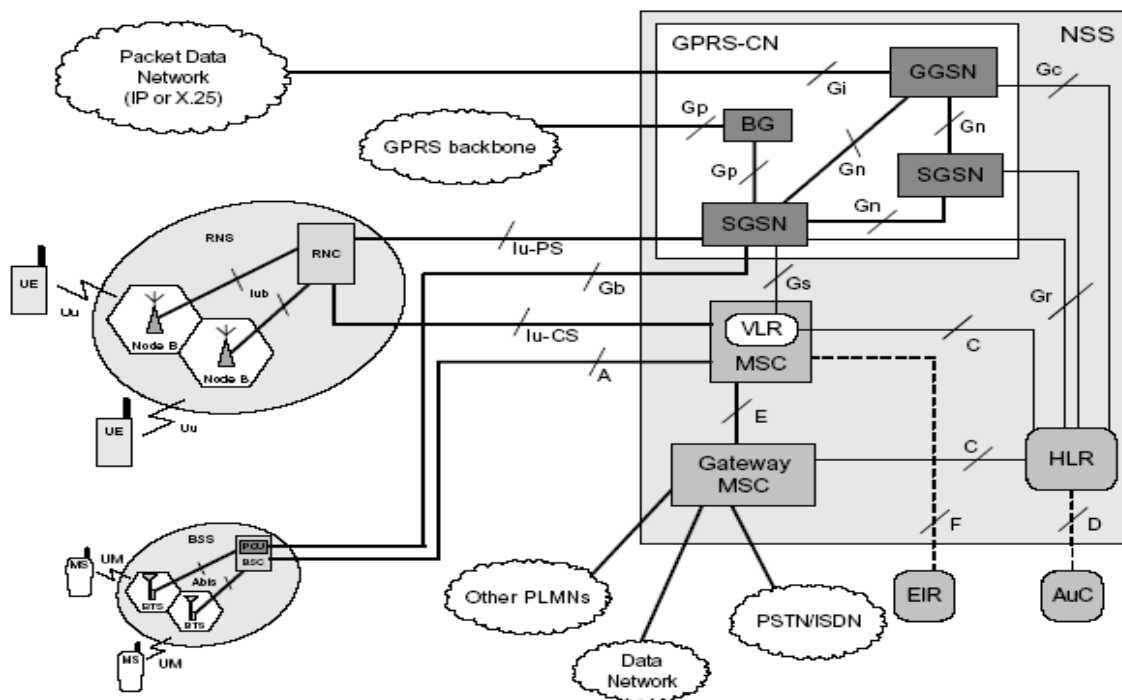 NSS
GPRS-CN
Packet Data
Network
(IP or X.25)
GGSN
Gc
Gi
Gp
BG
Gn
GPRS backbone
Gp
Gn
SGSN
Gn
SGSN
RNS
RNC
Iu-PS
UE
Gb
Gs
Gr
Uu
Iub
Node B
Node B
Iu-CS
VLR
MSC
C
A
UE
Uu
E
Gateway
MSC
C
HLR
BSS
PCU
BSC
F
D
MS
UM
Abis
BTS
BTS
Other PLMNs
EIR
AuC
PSTN/ISDN
MS
UM
Data
Network